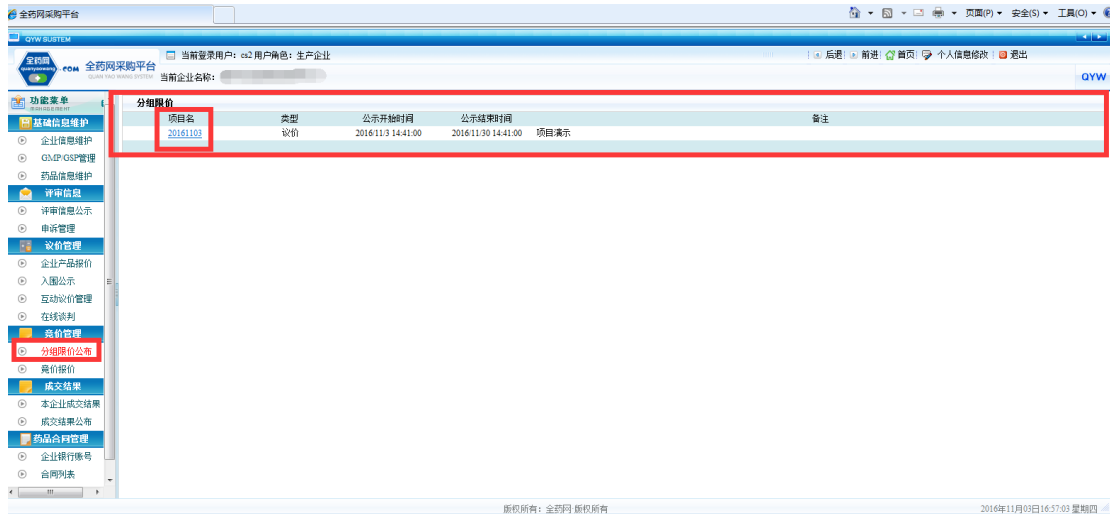 全药网采购平台
页面(P) 安全(S) 工具(O)
QYW SUSTEM
全药网
quanyaowang .COM 全药网采购平台
QUAN YAO WANG SYSTEM
当前登录用户：cs2 用户角色：生产企业
后退 前进 首页 个人信息修改 退出
当前企业名称：
QYW
功能菜单
MANAGEMENT
基础信息维护
企业信息维护
GMP/GSP管理
药品信息维护
评审信息
评审信息公示
申诉管理
议价管理
企业产品报价
入围公示
互动议价管理
在线谈判
竞价管理
分组限价公布
竞价报价
成交结果
本企业成交结果
成交结果公布
药品合同管理
企业银行账号
合同列表
分组限价
项目名 类型 公示开始时间 公示结束时间 备注
20161103 议价 2016/11/3 14:41:00 2016/11/30 14:41:00 项目演示
版权所有：全药网 版权所有
2016年11月03日16:57:03 星期四